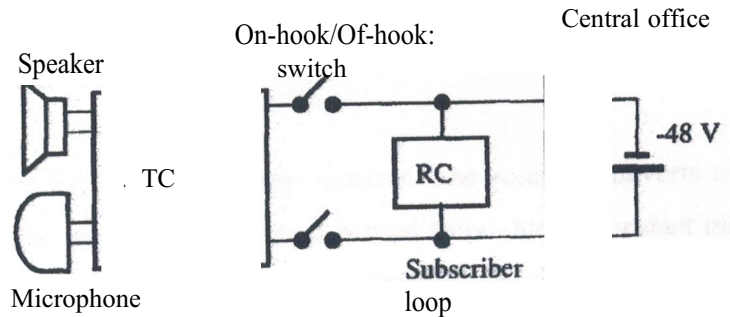 Central office
On-hook/Of-hook:
switch
Speaker
-48 V
TC
RC
Subscriber
loop
Microphone